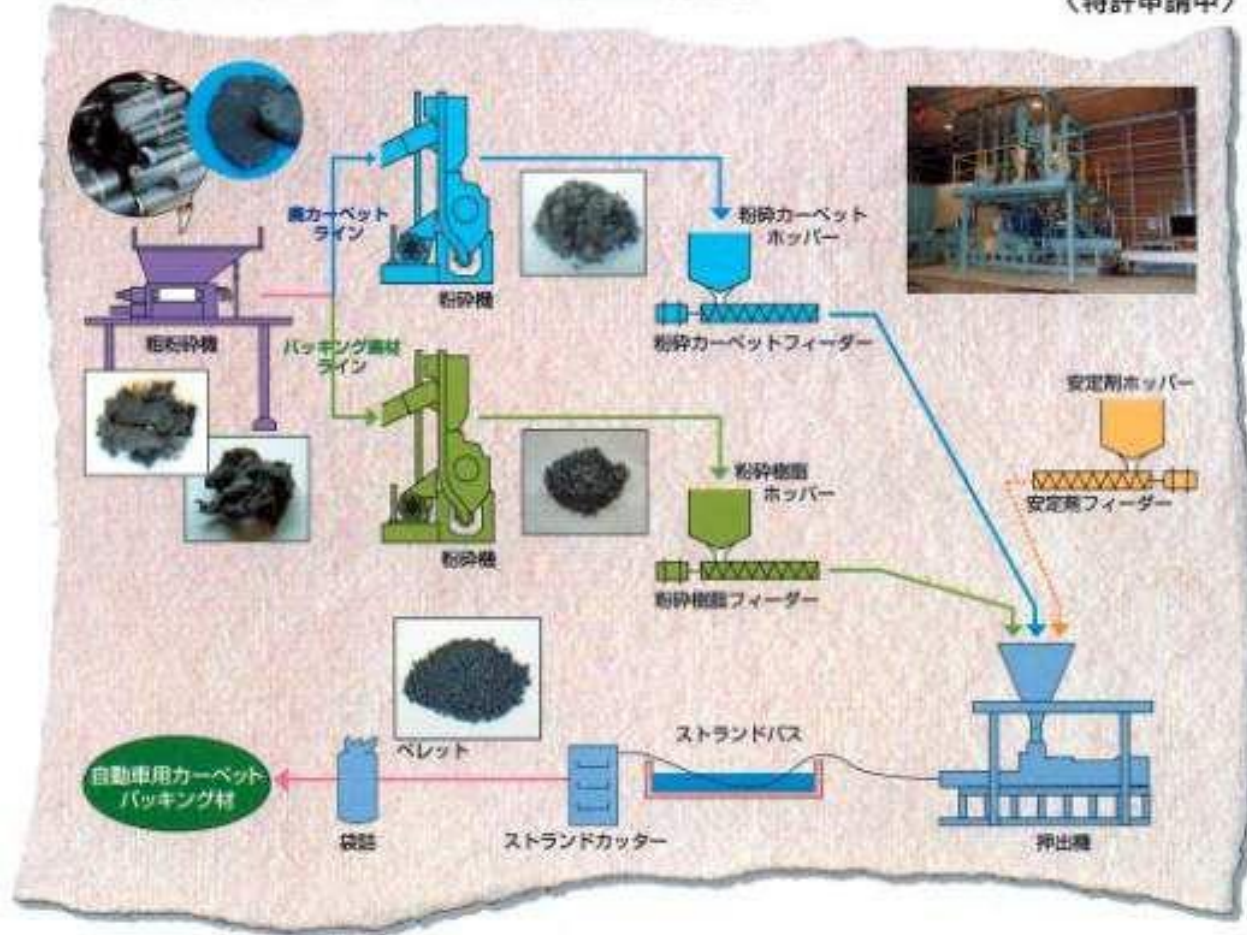 （特許申請中）
廃カーペット
ライン
粉砕機
粉砕カーペット
ホッパー
粉砕カーペットフィーダー
粗粉砕機
バッキング廃材
ライン
安定剤ホッパー
安定剤フィーダー
粉砕樹脂
ホッパー
粉砕機
粉砕樹脂フィーダー
ペレット
ストランドバス
自動車用カーペット
バッキング材
袋詰
ストランドカッター
押出機